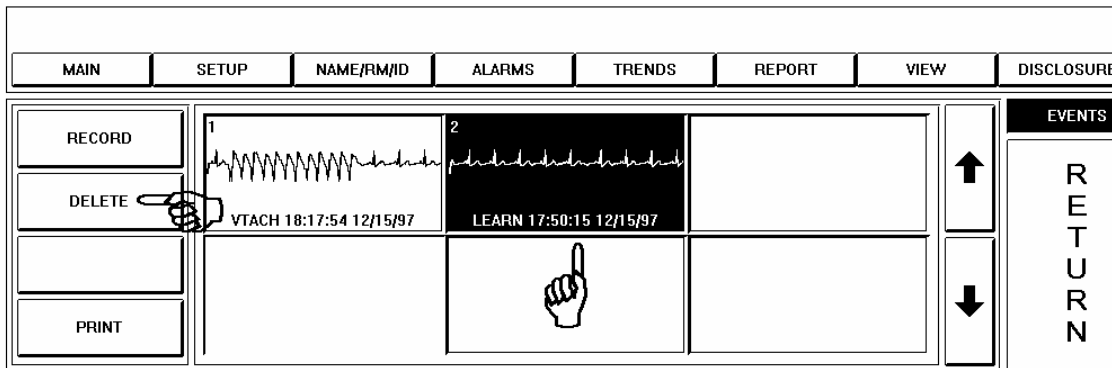 MAIN SETUP NAME/RM/ID ALARMS TRENDS REPORT VIEW DISCLOSURE
RECORD
DELETE
PRINT
1
VTACH 18:17:54 12/15/97
2
LEARN 17:50:15 12/15/97
EVENTS
RETURN